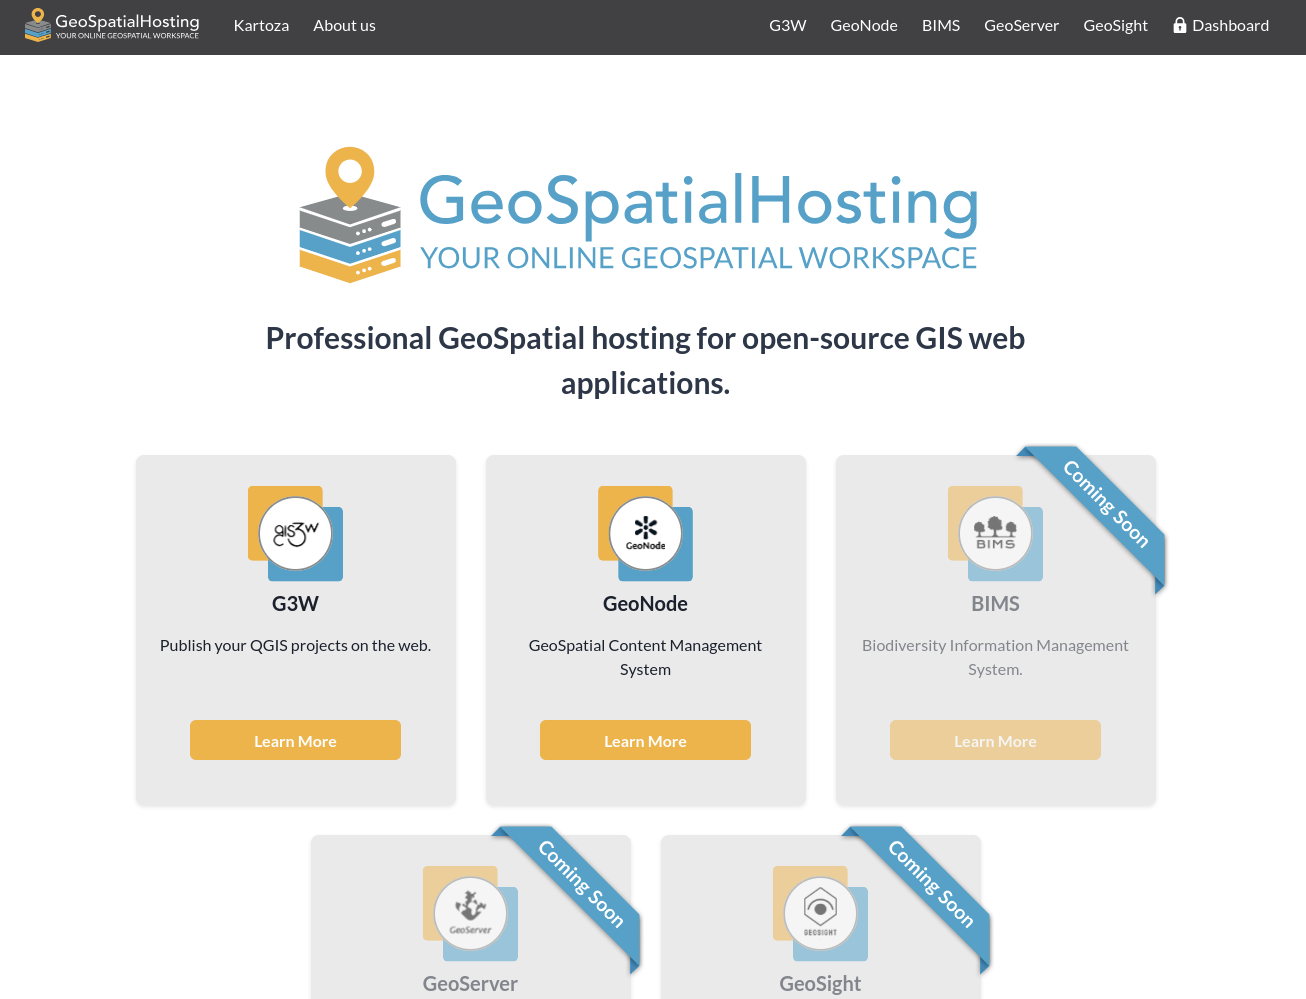 GeoSpatialHosting
YOUR ONLINE GEOSPATIAL WORKSPACE
Kartoza About us G3W GeoNode BIMS GeoServer GeoSight Dashboard
GeoSpatialHosting
YOUR ONLINE GEOSPATIAL WORKSPACE
Professional GeoSpatial hosting for open-source GIS web
applications.
GIS3W
G3W
Publish your QGIS projects on the web.
Learn More
GeoNode
GeoNode
GeoSpatial Content Management
System
Learn More
Coming Soon
BIMS
BIMS
Biodiversity Information Management
System.
Learn More
Coming Soon
GeoServer
GeoServer
Coming Soon
GEOSIGHT
GeoSight